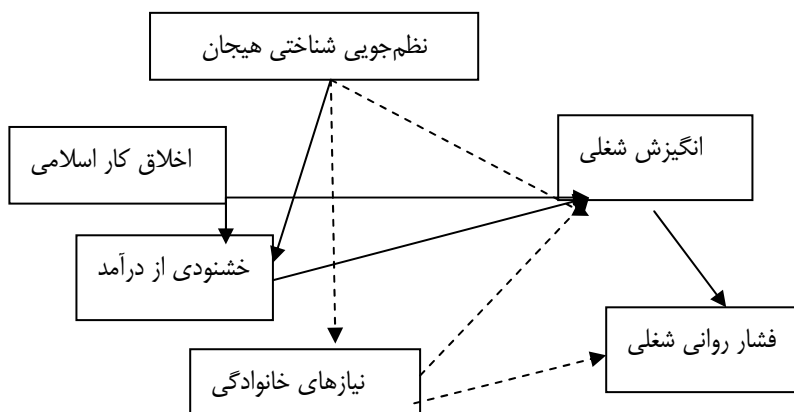 نظم‌جویی شناختی هیجان
اخلاق کار اسلامی
انگیزش شغلی
خشنودی از درآمد
نیازهای خانوادگی
فشار روانی شغلی